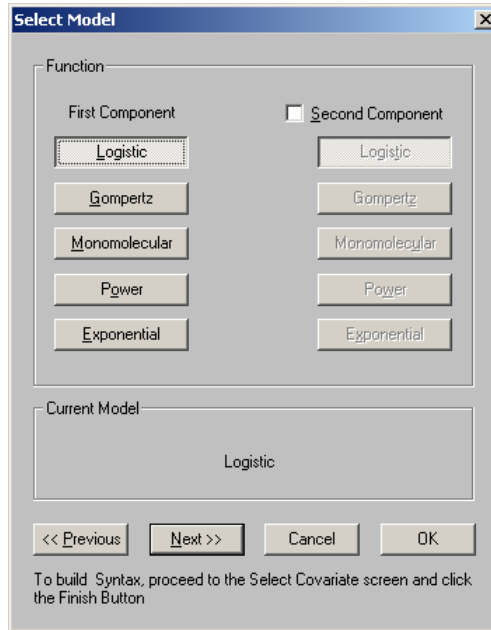 Select Model
Function
First Component
Second Component
Logistic
Logistic
Gompertz
Gompertz
Monomolecular
Monomolecular
Power
Power
Exponential
Exponential
Current Model
Logistic
<< Previous
Next >>
Cancel
OK
To build Syntax, proceed to the Select Covariate screen and click
the Finish Button